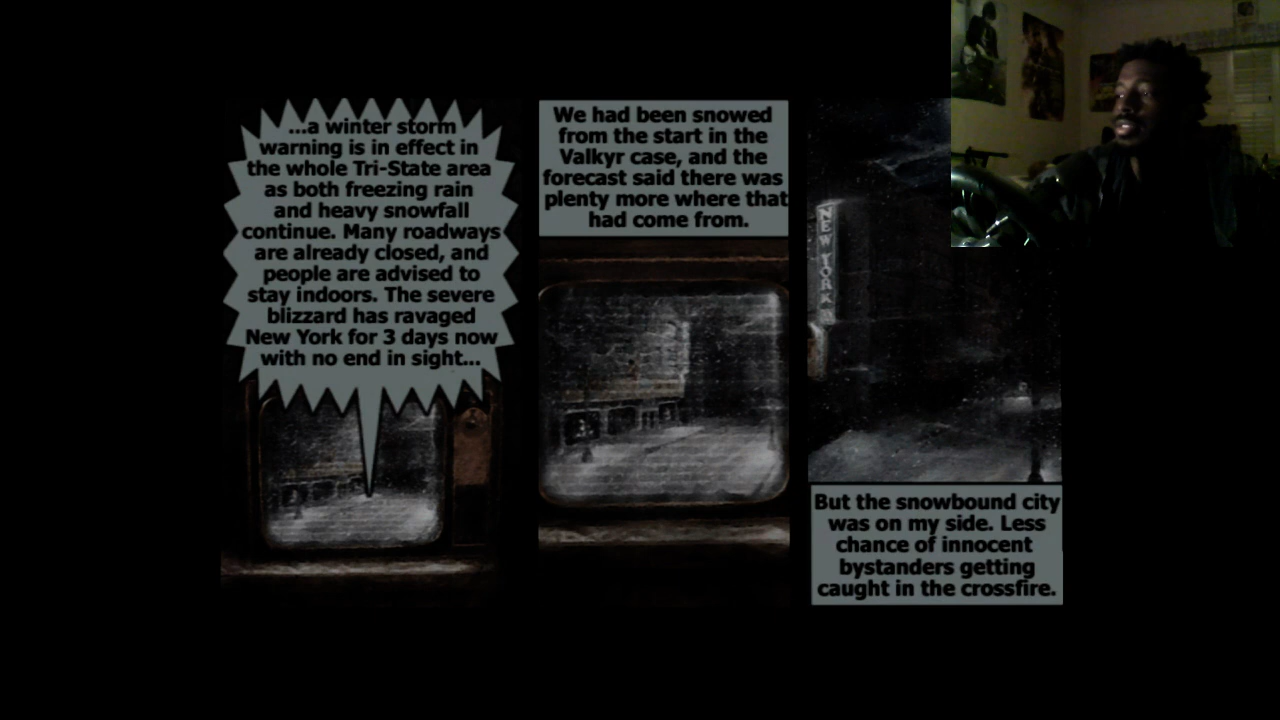 ...a winter storm
warning is in effect in
the whole Tri-State area
as both freezing rain
and heavy snowfall
continue. Many roadways
are already closed, and
people are advised to
stay indoors. The severe
blizzard has ravaged
New York for 3 days now
with no end in sight...
We had been snowed
from the start in the
Valkyr case, and the
forecast said there was
plenty more where that
had come from.
NEW YORK
But the snowbound city
was on my side. Less
chance of innocent
bystanders getting
caught in the crossfire.